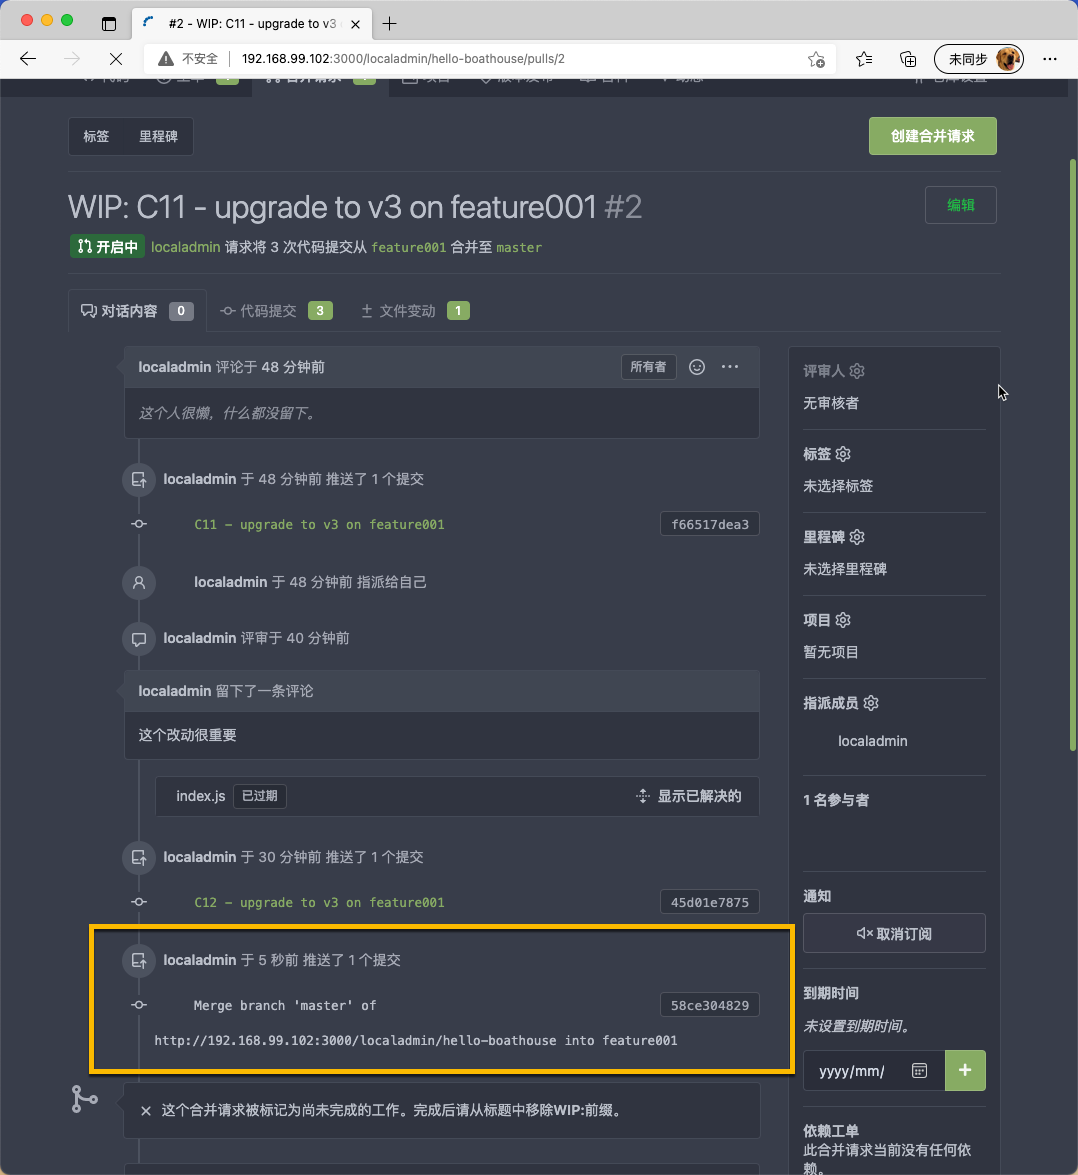 #2 - WIP: C11 - upgrade to v3
不安全
192.168.99.102:3000/localadmin/hello-boathouse/pulls/2
未同步
标签 里程碑
创建合并请求
WIP: C11 - upgrade to v3 on feature001 #2
编辑
开启中 localadmin 请求将 3 次代码提交从 feature001 合并至 master
对话内容 0 代码提交 3 文件变动 1
localadmin 评论于 48 分钟前 所有者
这个人很懒，什么都没留下。
localadmin 于 48 分钟前 推送了 1 个提交
C11 - upgrade to v3 on feature001 f66517dea3
localadmin 于 48 分钟前 指派给自己
localadmin 评审于 40 分钟前
localadmin 留下了一条评论
这个改动很重要
index.js 已过期 显示已解决的
localadmin 于 30 分钟前 推送了 1 个提交
C12 - upgrade to v3 on feature001 45d01e7875
localadmin 于 5 秒前 推送了 1 个提交
Merge branch 'master' of 58ce304829
http://192.168.99.102:3000/localadmin/hello-boathouse into feature001
这个合并请求被标记为尚未完成的工作。完成后请从标题中移除WIP:前缀。
评审人
无审核者
标签
未选择标签
里程碑
未选择里程碑
项目
暂无项目
指派成员
localadmin
1 名参与者
通知
取消订阅
到期时间
未设置到期时间。
yyyy/mm/ +
依赖工单
此合并请求当前没有任何依
赖。